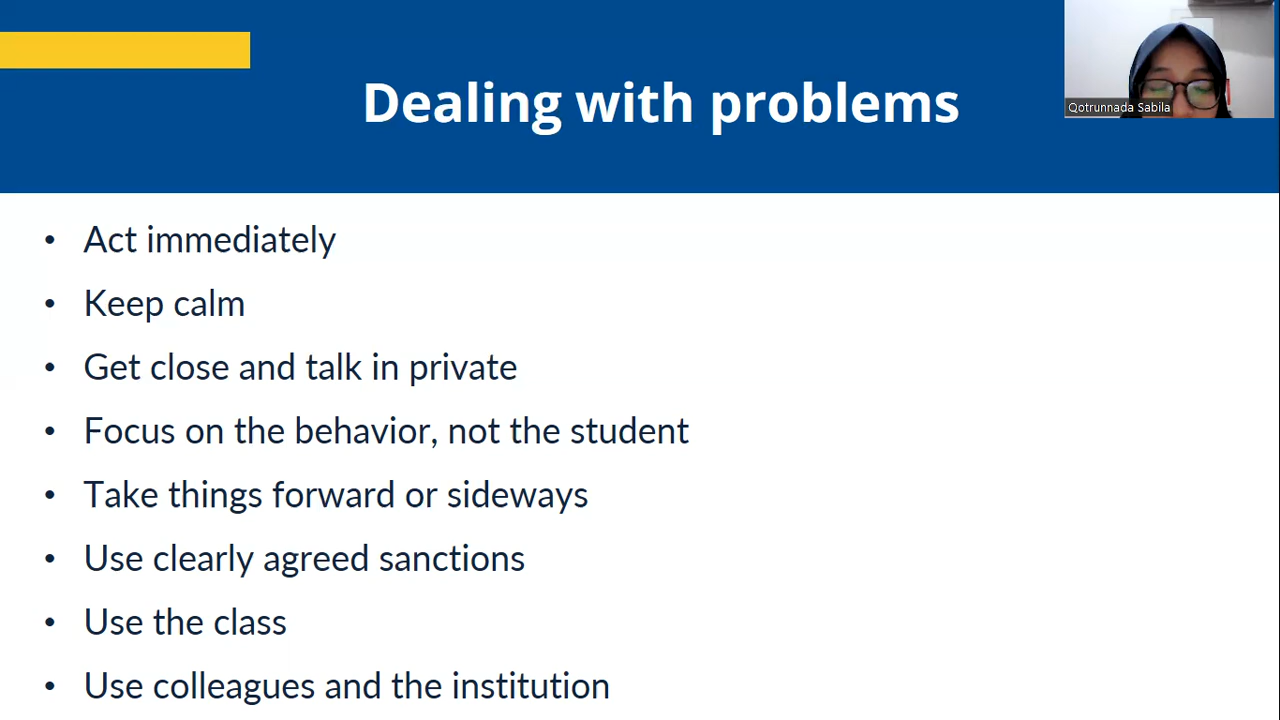 Dealing with problems
Qotrunnada Sabila
• Act immediately
• Keep calm
• Get close and talk in private
• Focus on the behavior, not the student
• Take things forward or sideways
• Use clearly agreed sanctions
• Use the class
• Use colleagues and the institution